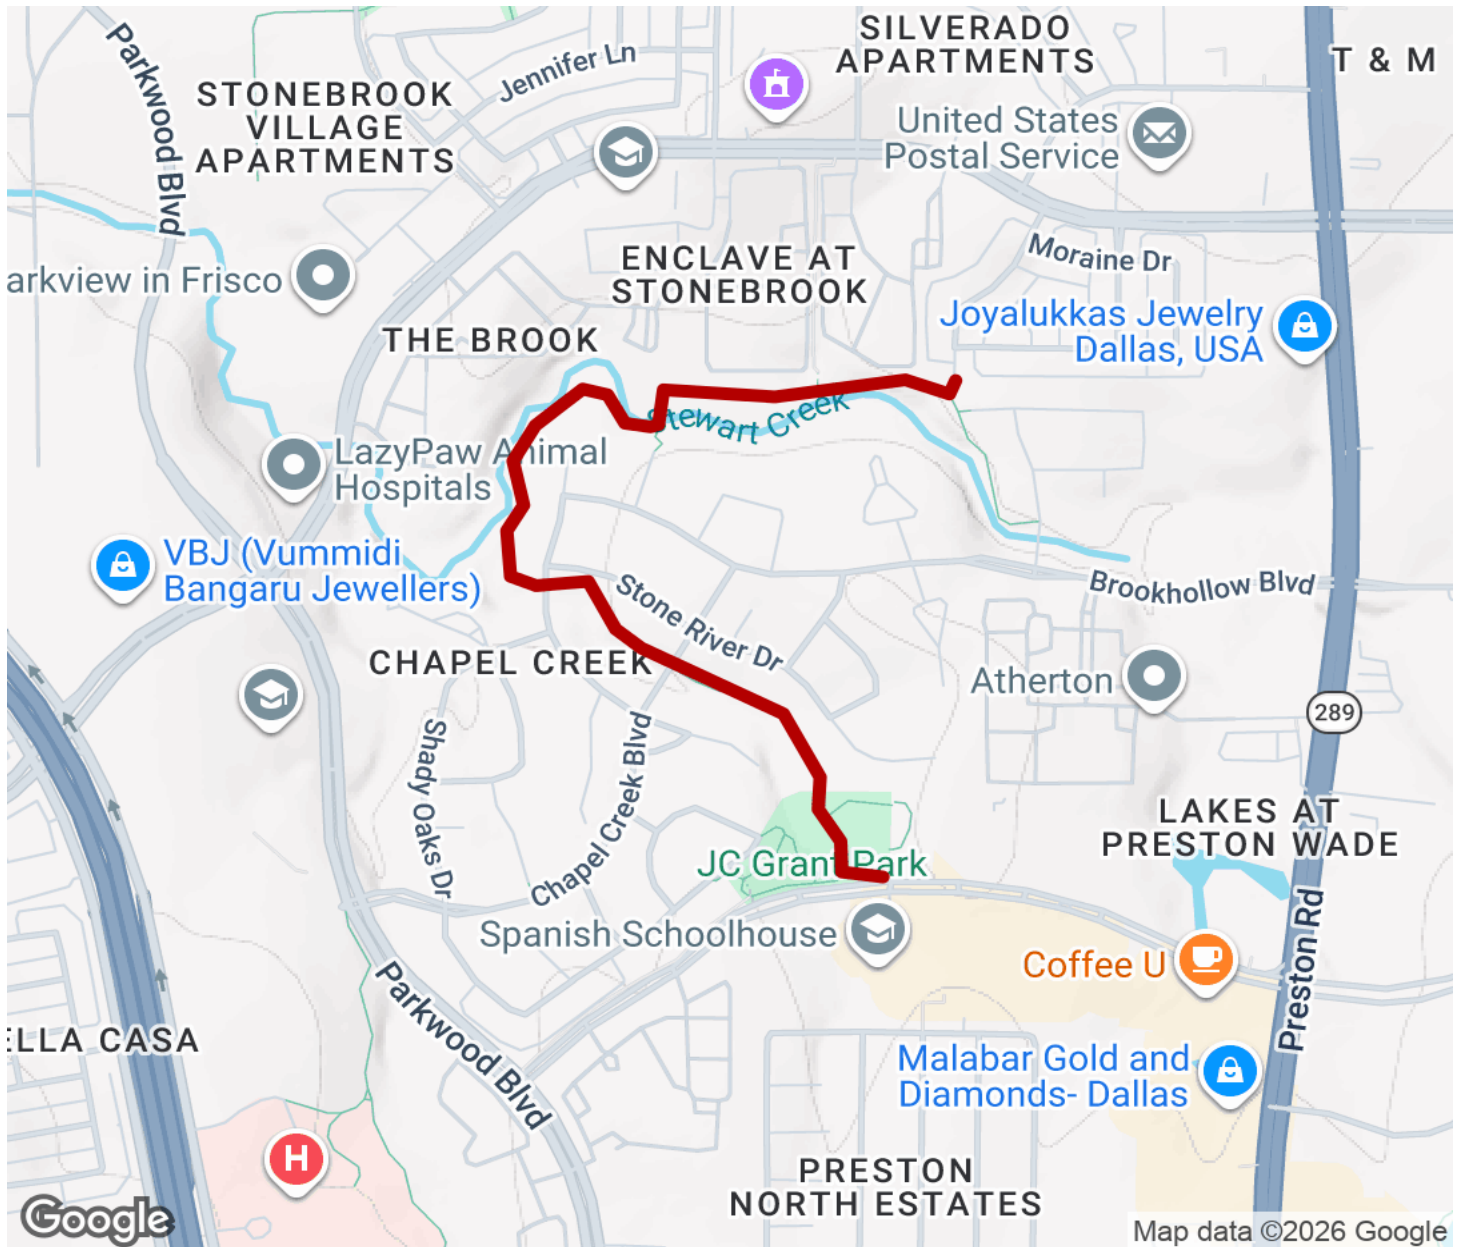 SILVERADO
APARTMENTS
T & M
Parkwood Blvd
Jennifer Ln
STONEBROOK
VILLAGE
APARTMENTS
United States
Postal Service
Moraine Dr
ENCLAVE AT
STONEBROOK
arkview in Frisco
Joyalukkas Jewelry
Dallas, USA
THE BROOK
Stewart Creek
LazyPaw Animal
Hospitals
VBJ (Vummidi
Bangaru Jewellers)
Brookhollow Blvd
Stone River Dr
CHAPEL CREEK
Atherton
289
Shady Oaks Dr
Chapel Creek Blvd
LAKES AT
PRESTON WADE
JC Grant Park
Spanish Schoolhouse
Coffee U
Preston Rd
Parkwood Blvd
ELLA CASA
Malabar Gold and
Diamonds- Dallas
H
PRESTON
NORTH ESTATES
Google
Map data ©2026 Google